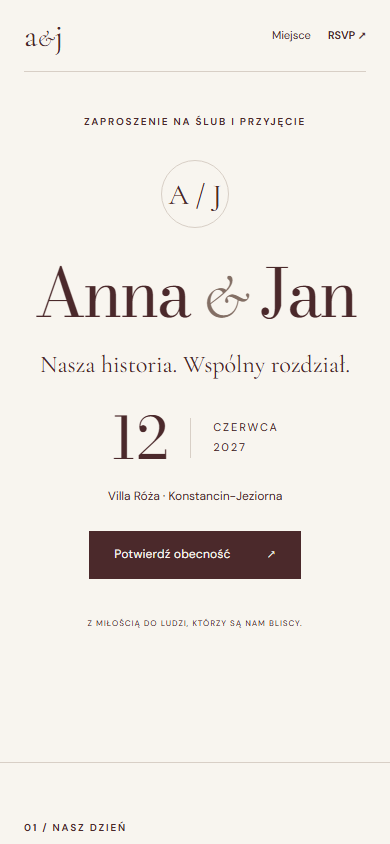 a&j
Miejsce RSVP ↗
ZAPROSZENIE NA ŚLUB I PRZYJĘCIE
A / J
Anna & Jan
Nasza historia. Wspólny rozdział.
12
CZERWCA
2027
Villa Róża · Konstancin-Jeziorna
Potwierdź obecność ↗
Z MIŁOŚCIĄ DO LUDZI, KTÓRZY SĄ NAM BLISCY.
01 / NASZ DZIEŃ